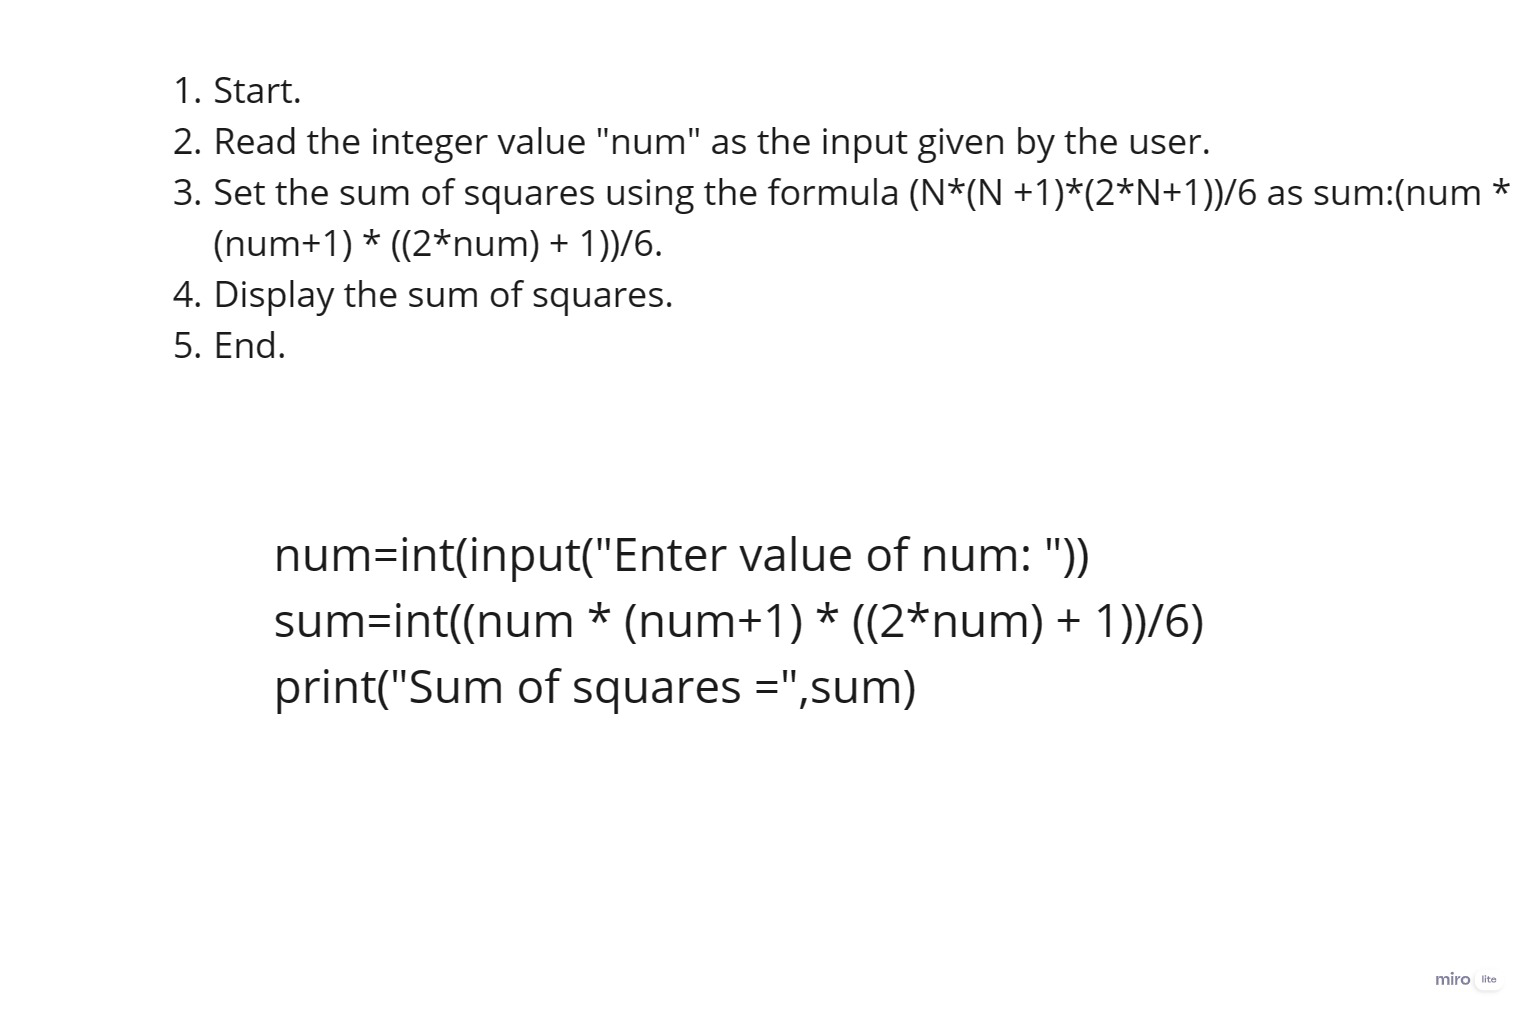 1. Start.
2. Read the integer value "num" as the input given by the user.
3. Set the sum of squares using the formula (N*(N +1)*(2*N+1))/6 as sum:(num *
(num+1) * ((2*num) + 1))/6.
4. Display the sum of squares.
5. End.
num=int(input("Enter value of num: "))
sum=int((num * (num+1) * ((2*num) + 1))/6)
print("Sum of squares =",sum)
miro lite